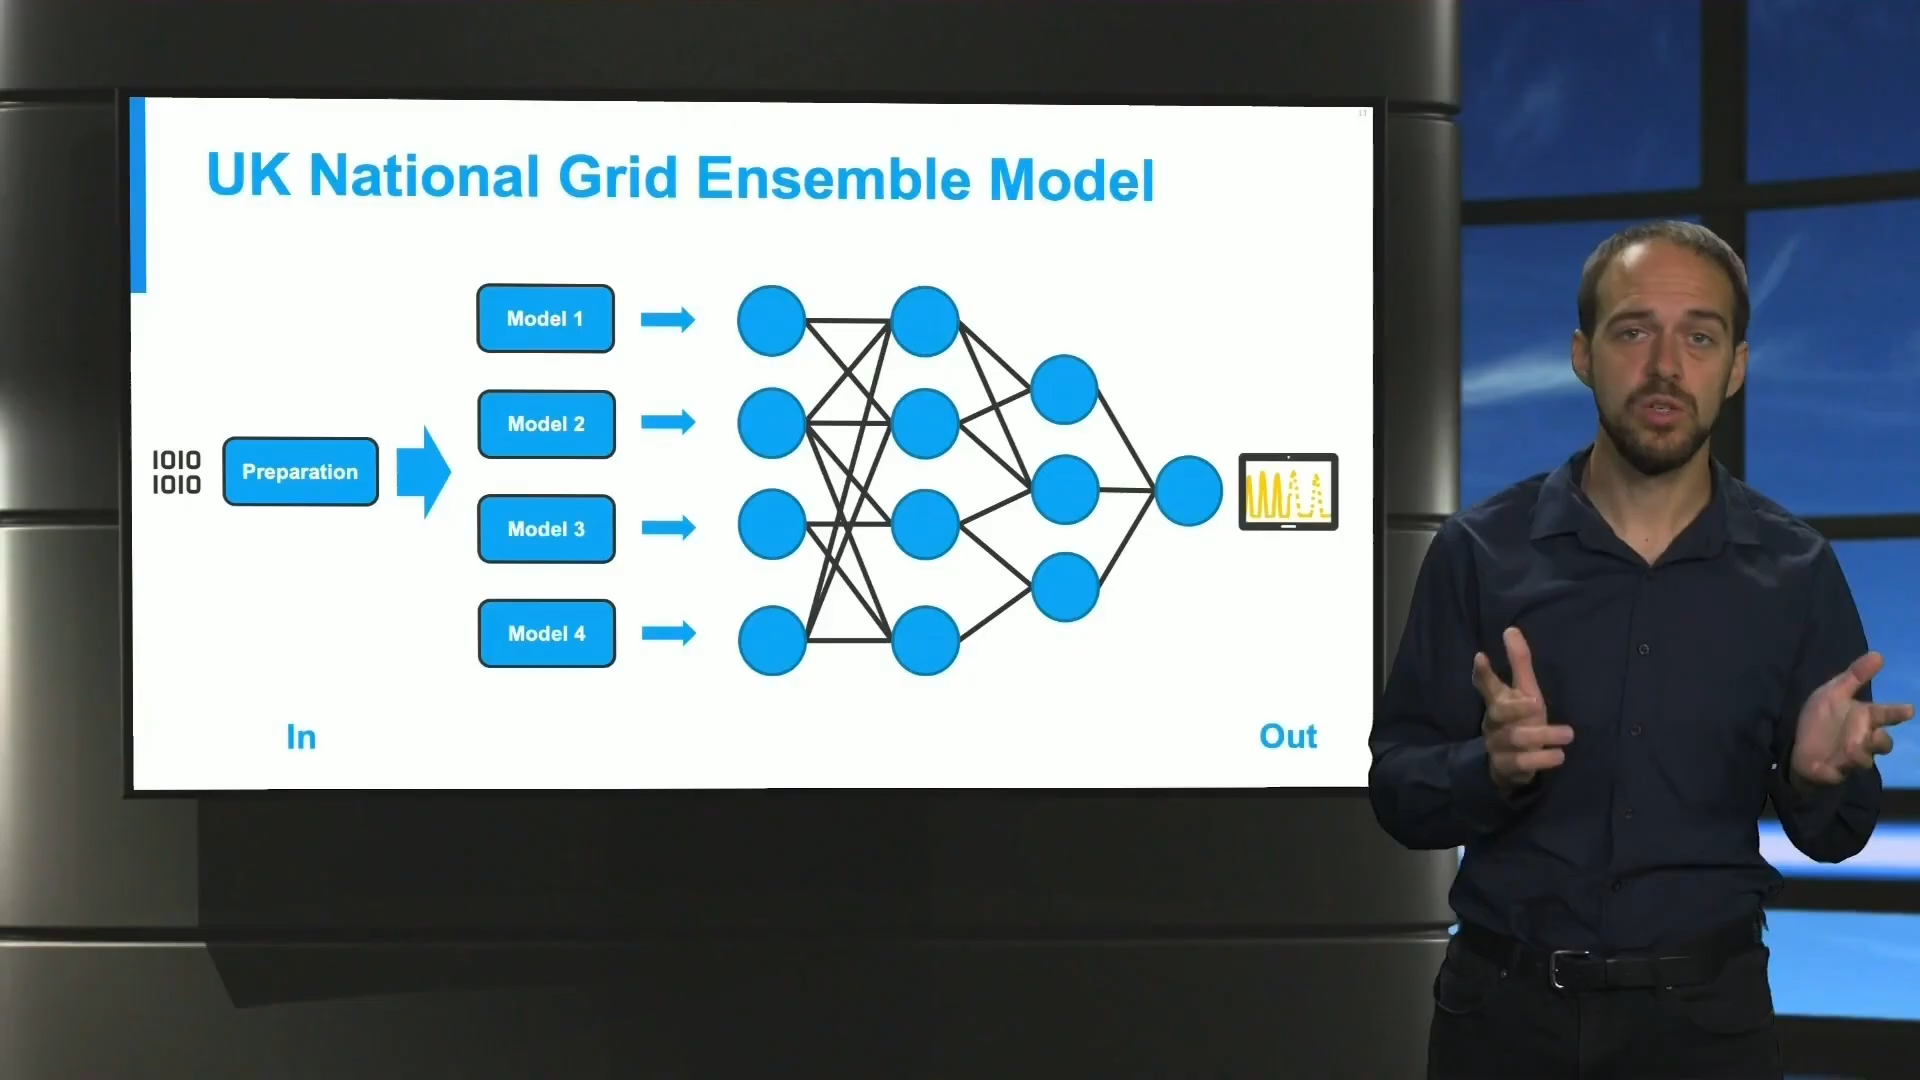 UK National Grid Ensemble Model
Model 1
Model 2
1010
1010
Preparation
Model 3
Model 4
In
Out